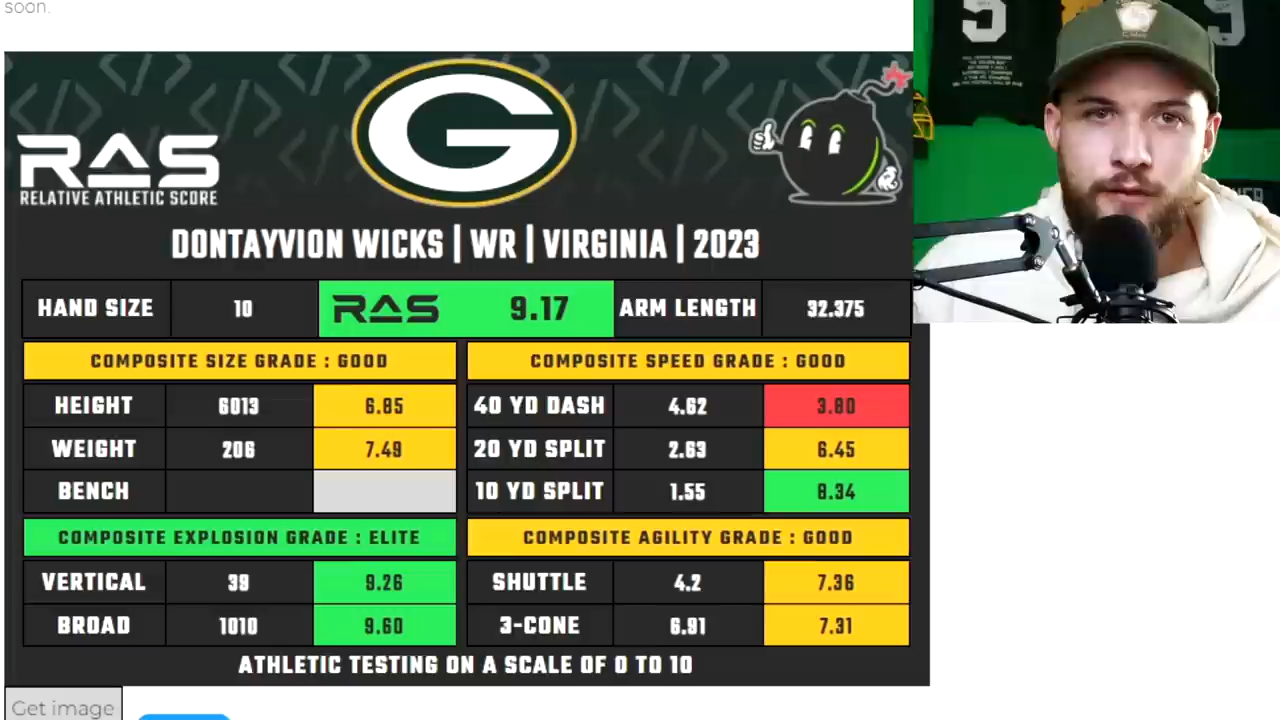 soon.
RAS
RELATIVE ATHLETIC SCORE
G
DONTAYVION WICKS | WR | VIRGINIA | 2023
HAND SIZE 10 RAS 9.17 ARM LENGTH 32.375
COMPOSITE SIZE GRADE : GOOD COMPOSITE SPEED GRADE : GOOD
HEIGHT 6013 6.85 40 YD DASH 4.62 3.80
WEIGHT 206 7.49 20 YD SPLIT 2.63 6.45
BENCH 10 YD SPLIT 1.55 8.34
COMPOSITE EXPLOSION GRADE : ELITE COMPOSITE AGILITY GRADE : GOOD
VERTICAL 39 9.26 SHUTTLE 4.2 7.36
BROAD 1010 9.60 3-CONE 6.91 7.31
ATHLETIC TESTING ON A SCALE OF 0 TO 10
Get image
5
9